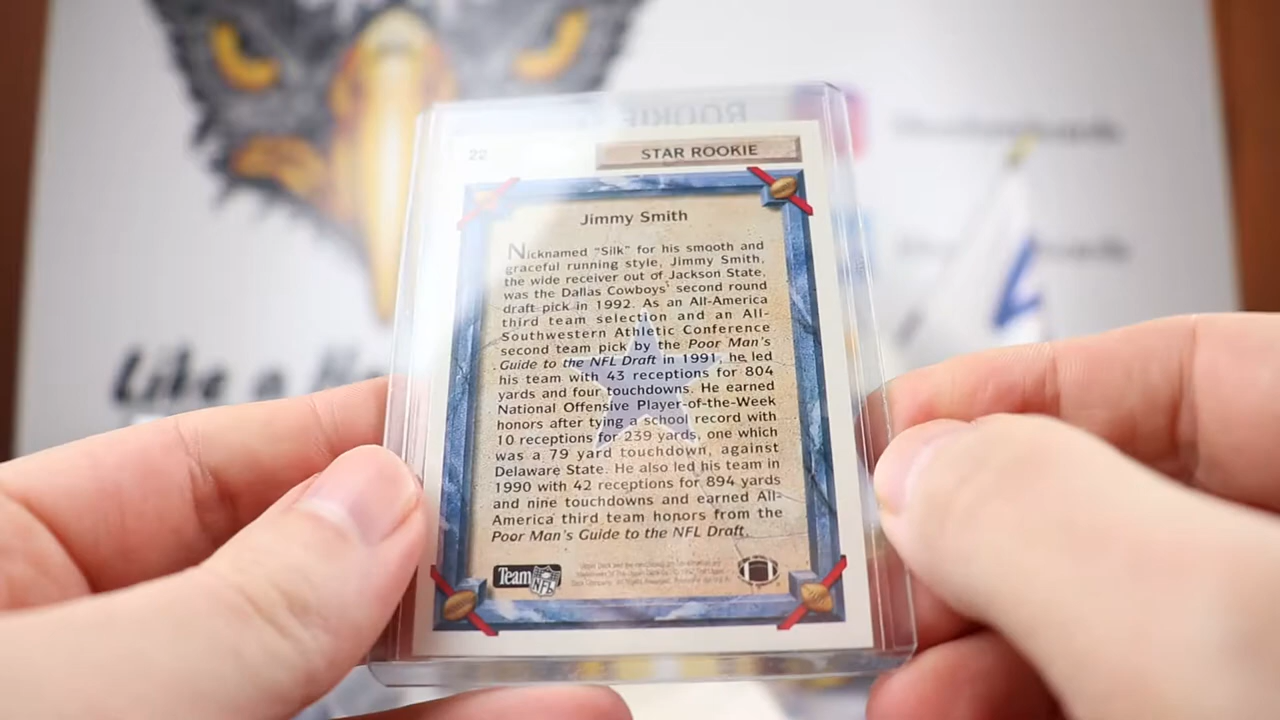 22
STAR ROOKIE
Jimmy Smith
Nicknamed "Silk" for his smooth and
graceful running style, Jimmy Smith,
the wide receiver out of Jackson State,
was the Dallas Cowboys' second round
draft pick in 1992. As an All-America
third team selection and an All-
Southwestern Athletic Conference
second team pick by the Poor Man's
Guide to the NFL Draft in 1991, he led
his team with 43 receptions for 804
yards and four touchdowns. He earned
National Offensive Player-of-the-Week
honors after tying a school record with
10 receptions for 239 yards, one which
was a 79 yard touchdown, against
Delaware State. He also led his team in
1990 with 42 receptions for 894 yards
and nine touchdowns and earned All-
America third team honors from the
Poor Man's Guide to the NFL Draft.
Team NFL
Like a